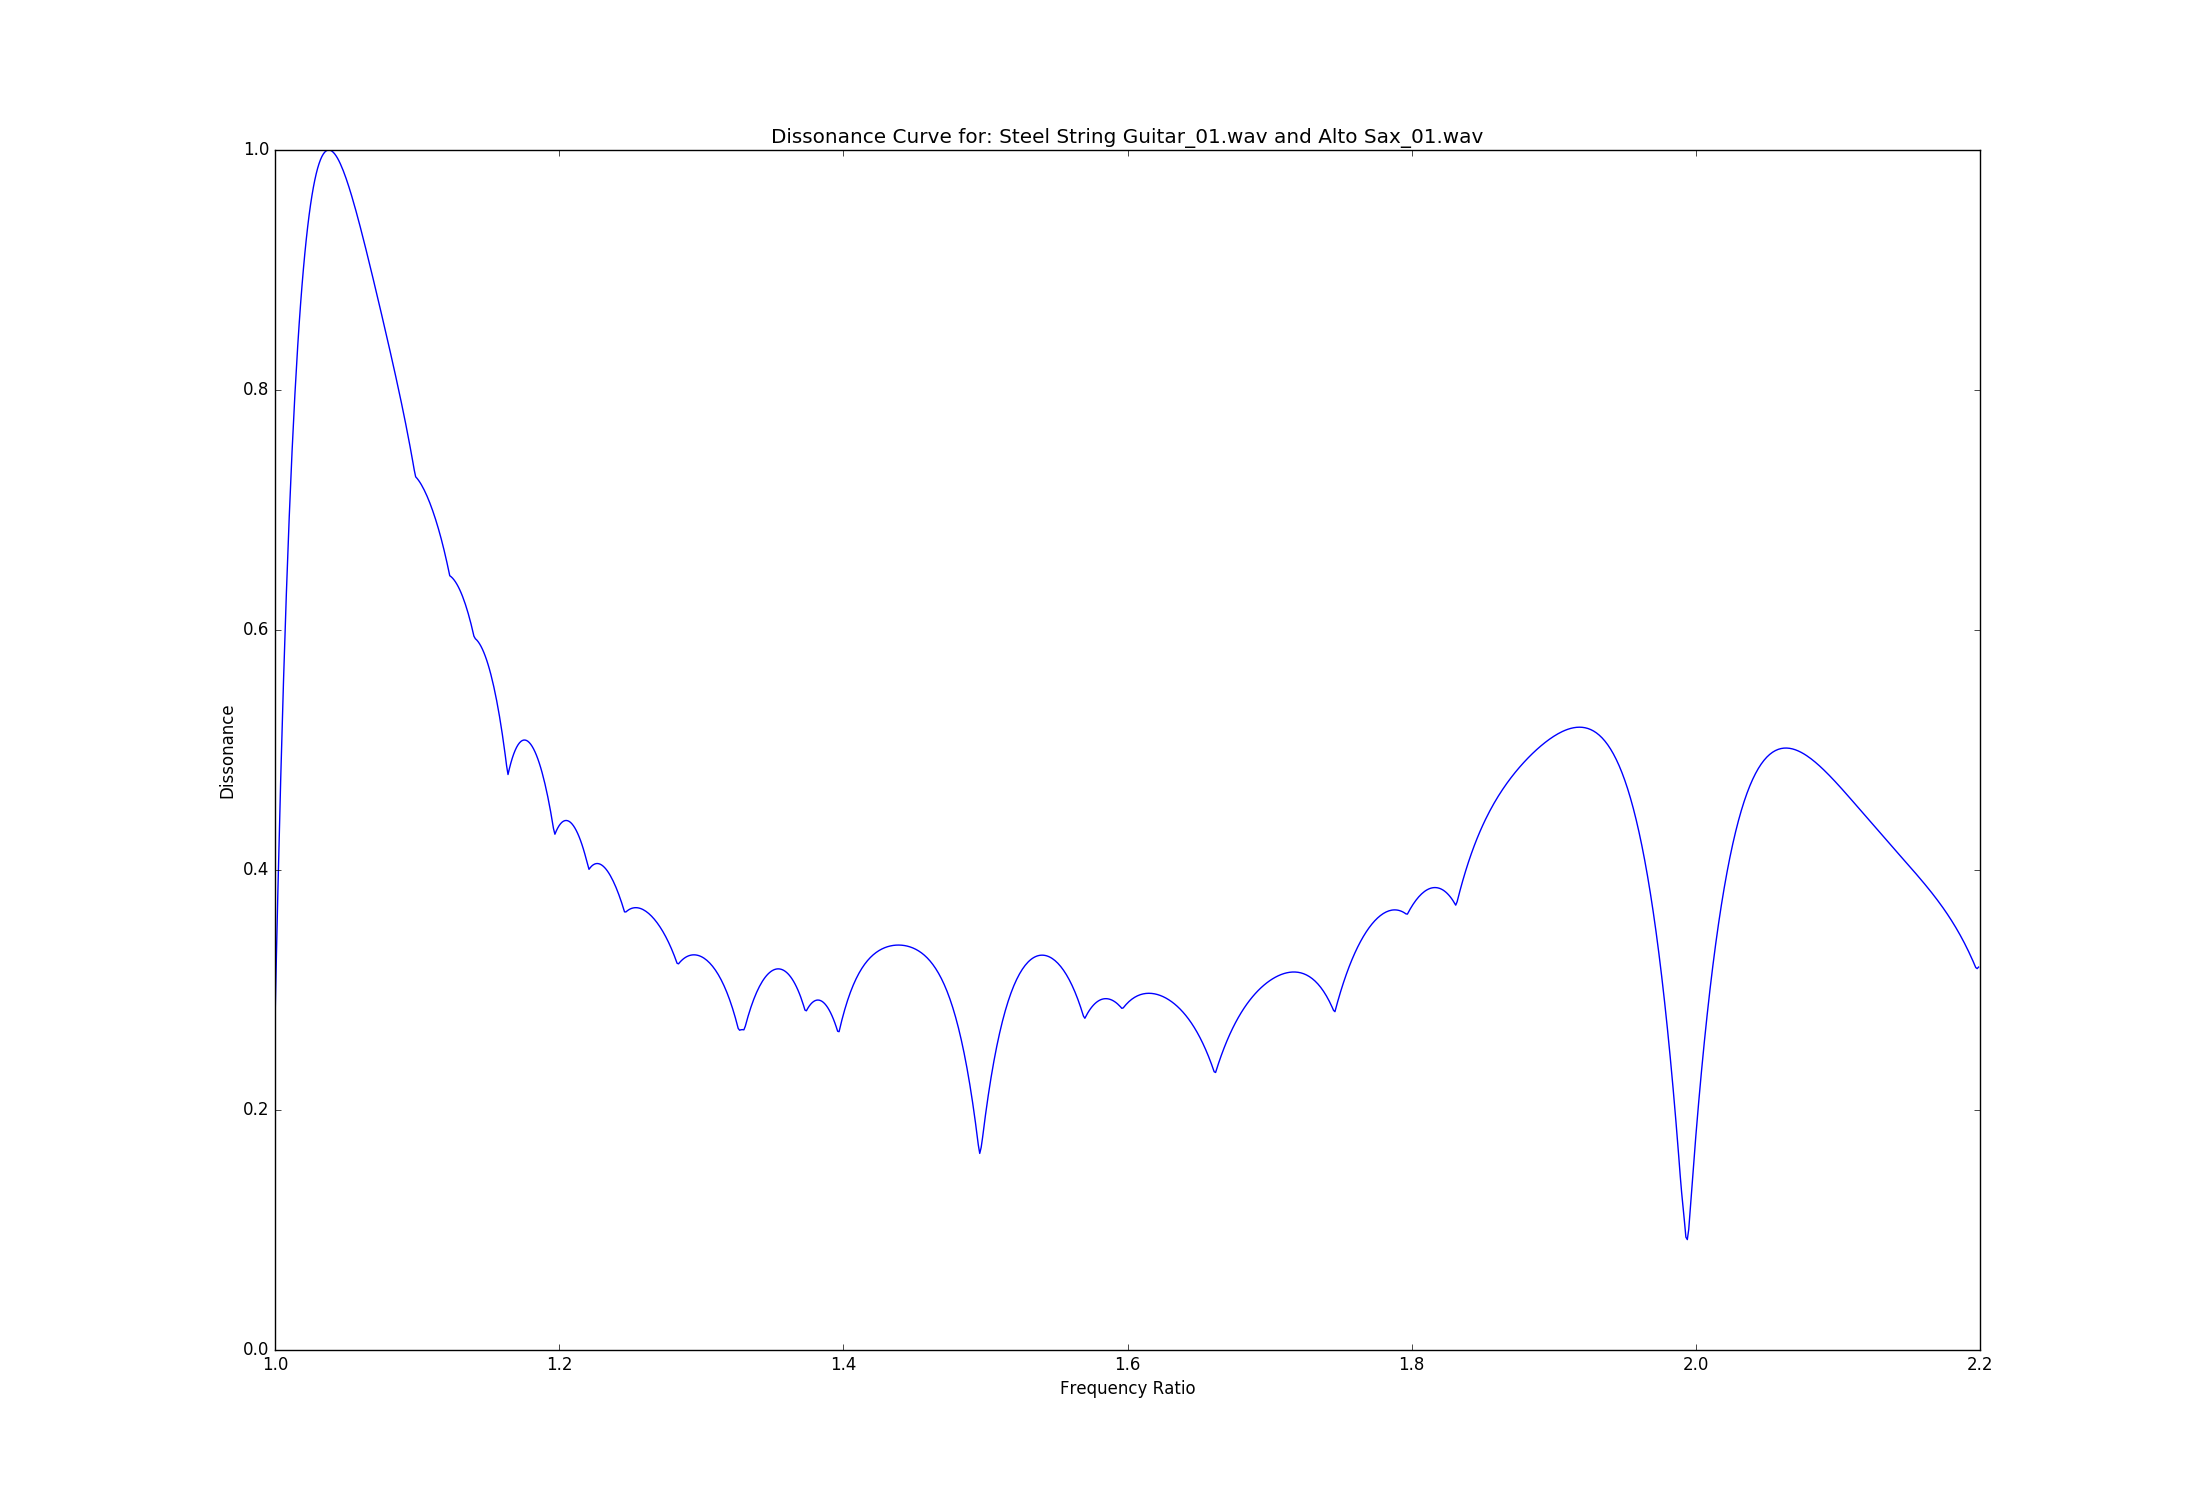 Dissonance Curve for: Steel String Guitar_01.wav and Alto Sax_01.wav
1.0
0.8
0.6
0.4
0.2
0.0
Dissonance
1.0 1.2 1.4 1.6 1.8 2.0 2.2
Frequency Ratio